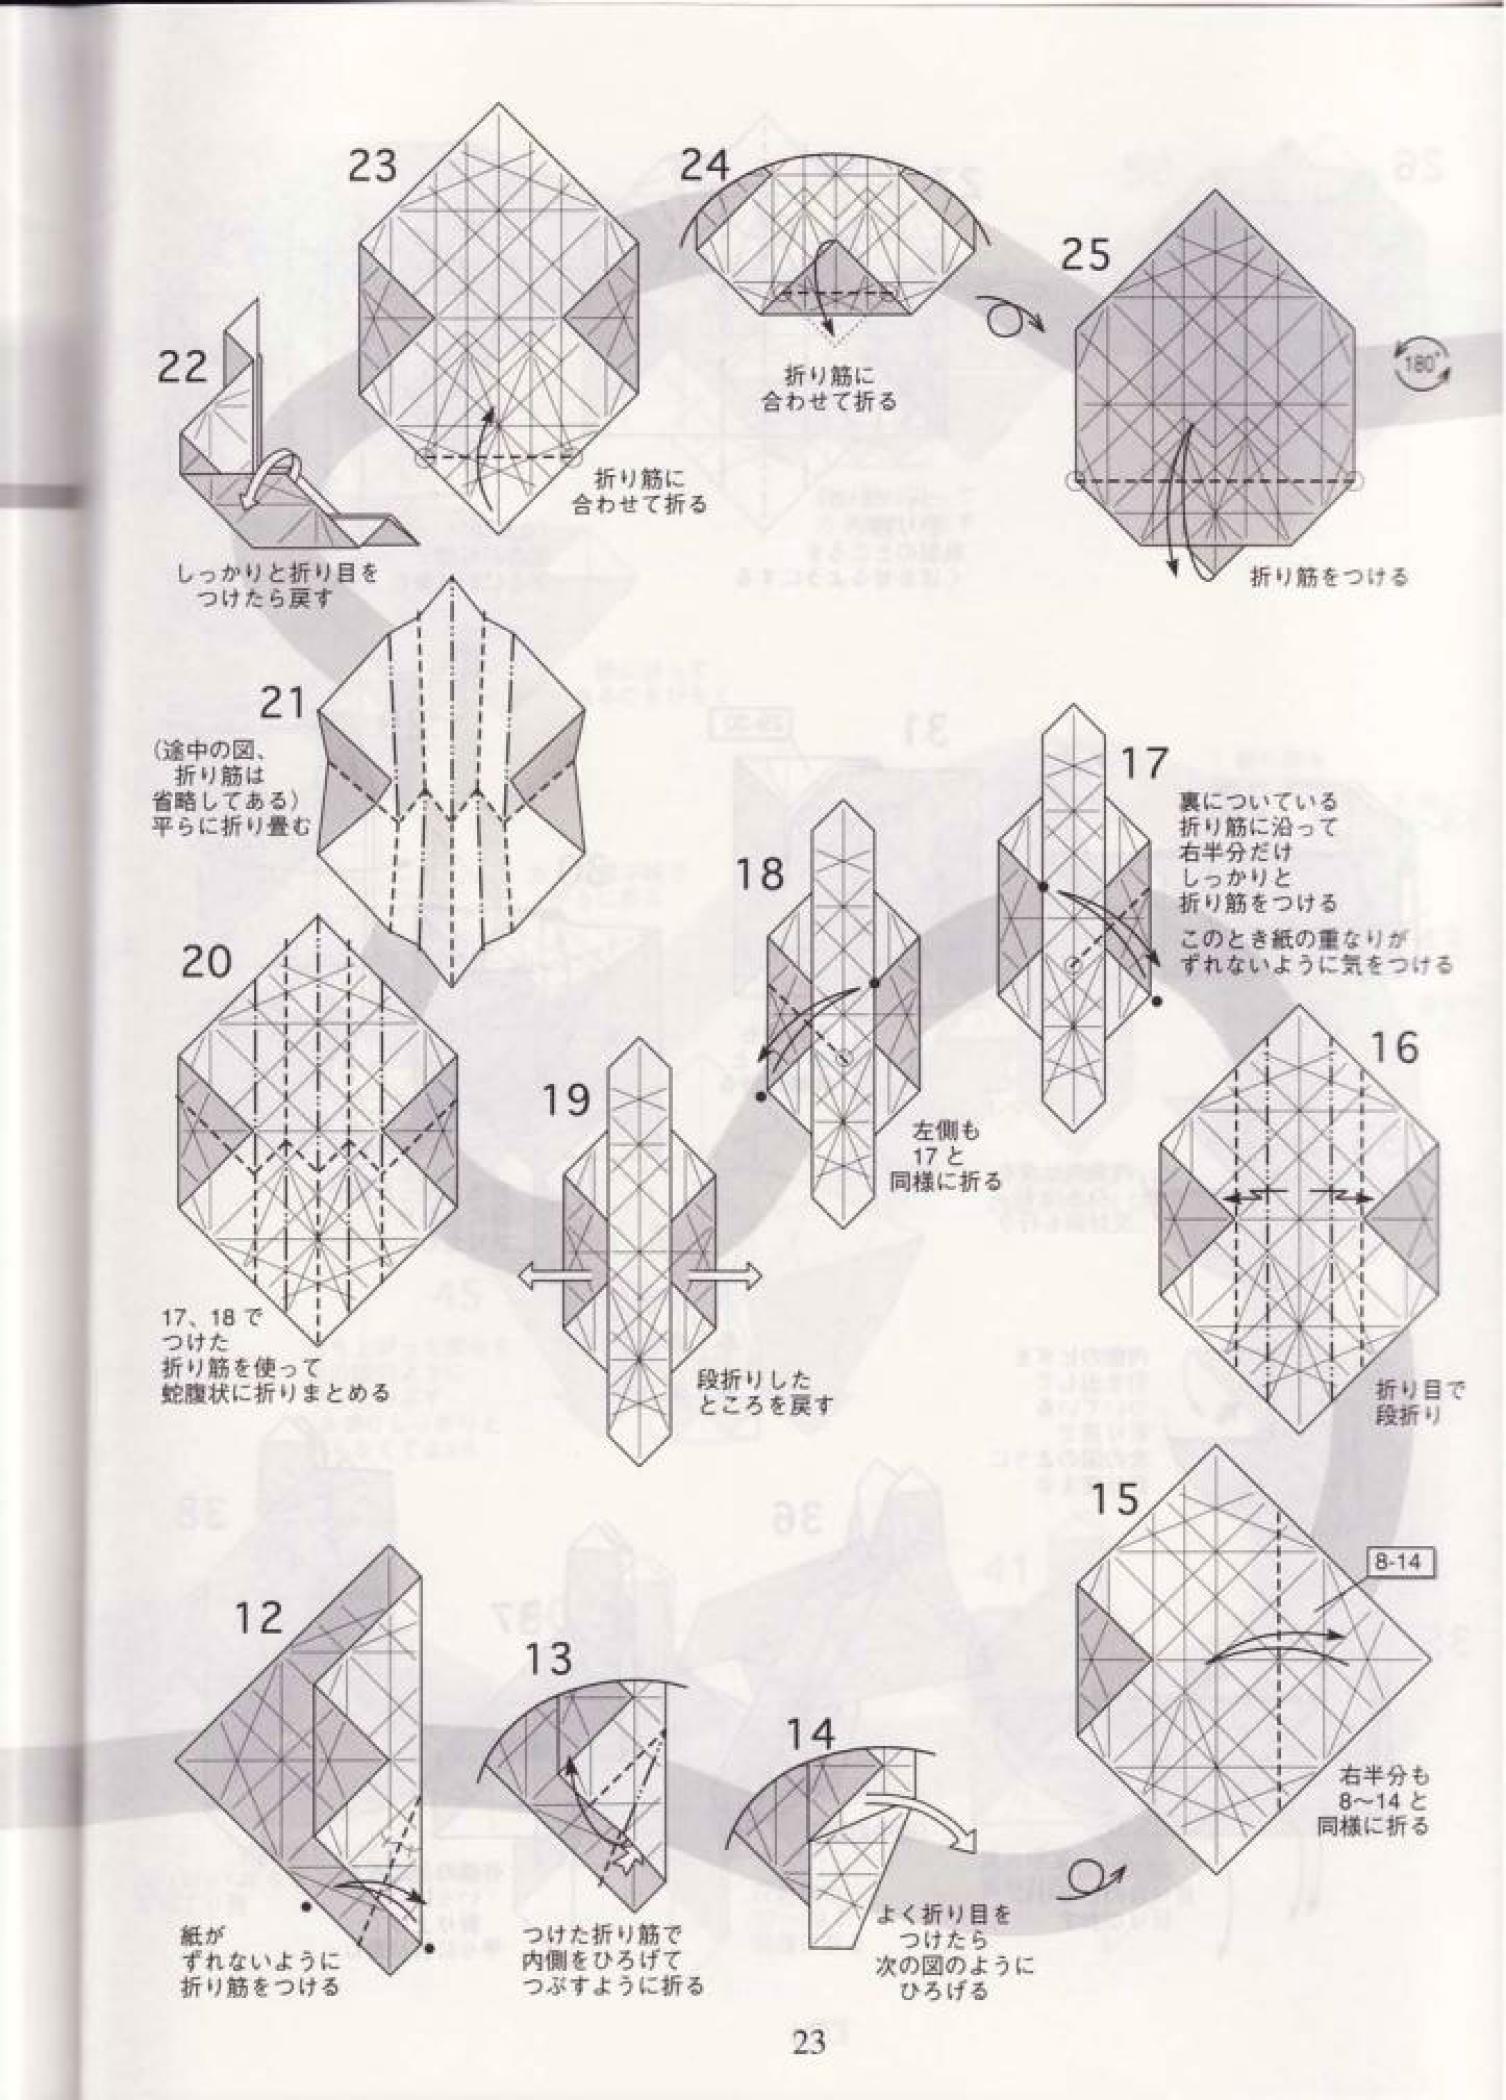 23
24
25
180°
22
折り筋に
合わせて折る
折り筋に
合わせて折る
折り筋をつける
しっかりと折り目を
つけたら戻す
21
(途中の図、
折り筋は
省略してある)
平らに折り畳む
17
裏についている
折り筋に沿って
右半分だけ
しっかりと
折り筋をつける
このとき紙の重なりが
ずれないように気をつける
18
左側も
17と
同様に折る
20
17、18で
つけた
折り筋を使って
蛇腹状に折りまとめる
19
段折りした
ところを戻す
16
折り目で
段折り
15
8-14
右半分も
8〜14と
同様に折る
12
紙が
ずれないように
折り筋をつける
13
つけた折り筋で
内側をひろげて
つぶすように折る
14
よく折り目を
つけたら
次の図のように
ひろげる
23